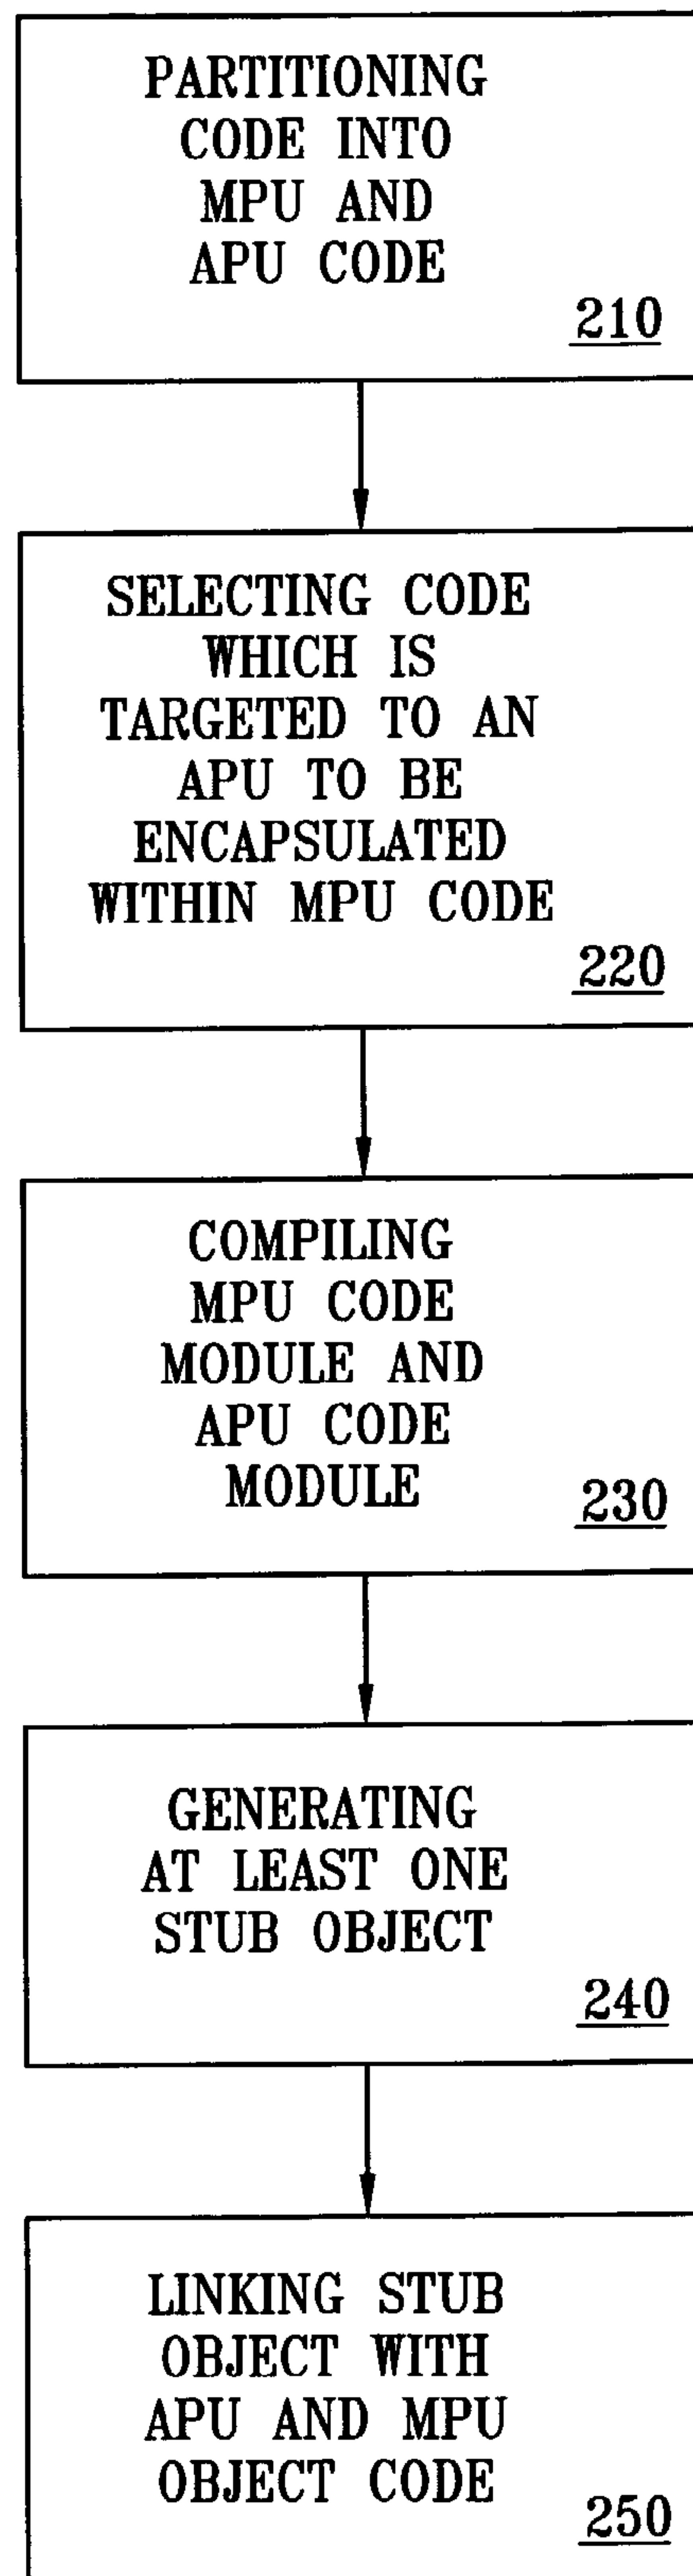 PARTITIONING
CODE INTO
MPU AND
APU CODE
210
SELECTING CODE
WHICH IS
TARGETED TO AN
APU TO BE
ENCAPSULATED
WITHIN MPU CODE
220
COMPILING
MPU CODE
MODULE AND
APU CODE
MODULE
230
GENERATING
AT LEAST ONE
STUB OBJECT
240
LINKING STUB
OBJECT WITH
APU AND MPU
OBJECT CODE
250